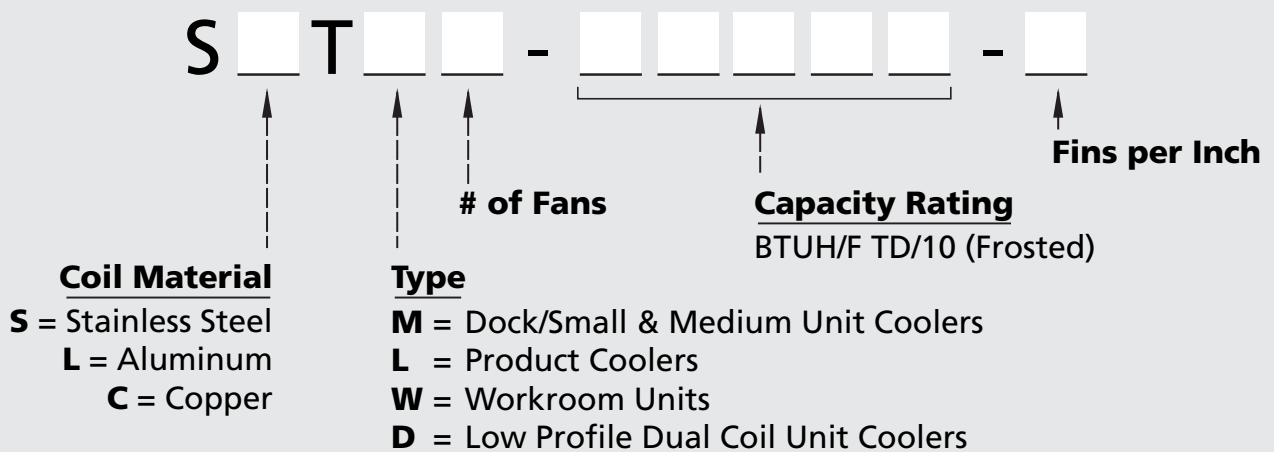 S T - -
Fins per Inch
# of Fans
Capacity Rating
BTUH/F TD/10 (Frosted)
Coil Material
S = Stainless Steel
L = Aluminum
C = Copper
Type
M = Dock/Small & Medium Unit Coolers
L = Product Coolers
W = Workroom Units
D = Low Profile Dual Coil Unit Coolers